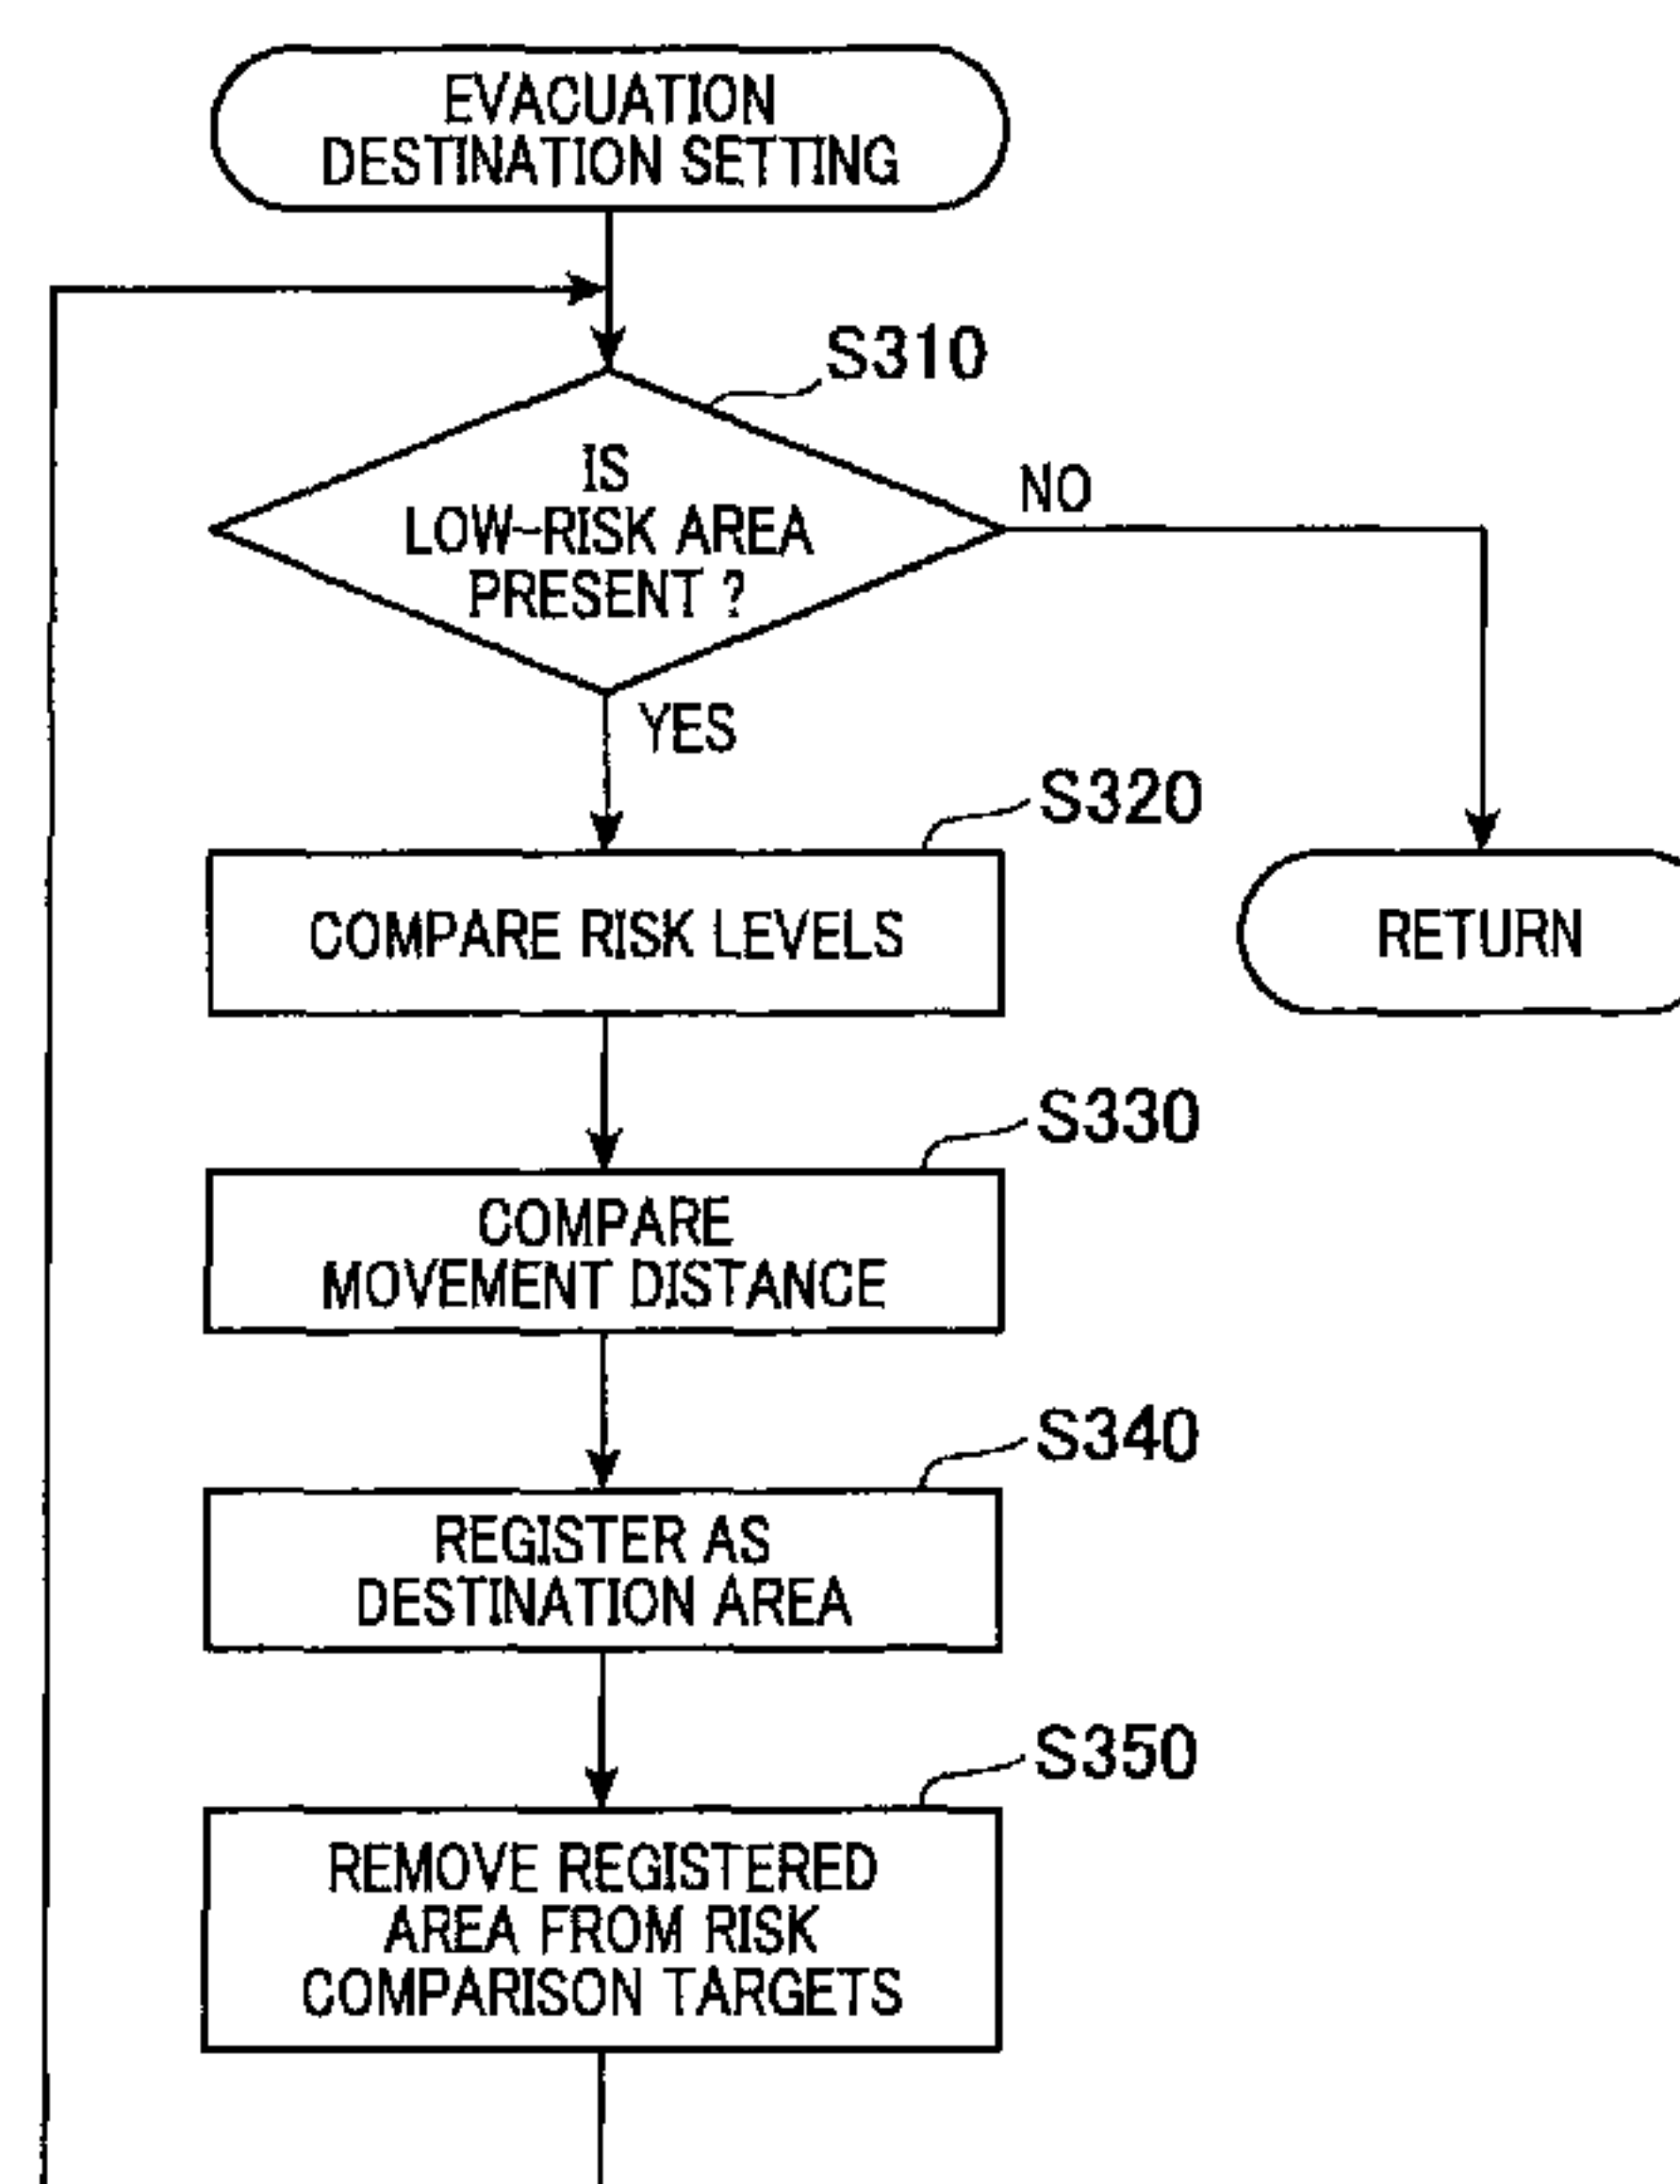 EVACUATION
DESTINATION SETTING
S310
IS
LOW-RISK AREA
PRESENT ?
NO
YES
S320
COMPARE RISK LEVELS
RETURN
S330
COMPARE
MOVEMENT DISTANCE
S340
REGISTER AS
DESTINATION AREA
S350
REMOVE REGISTERED
AREA FROM RISK
COMPARISON TARGETS